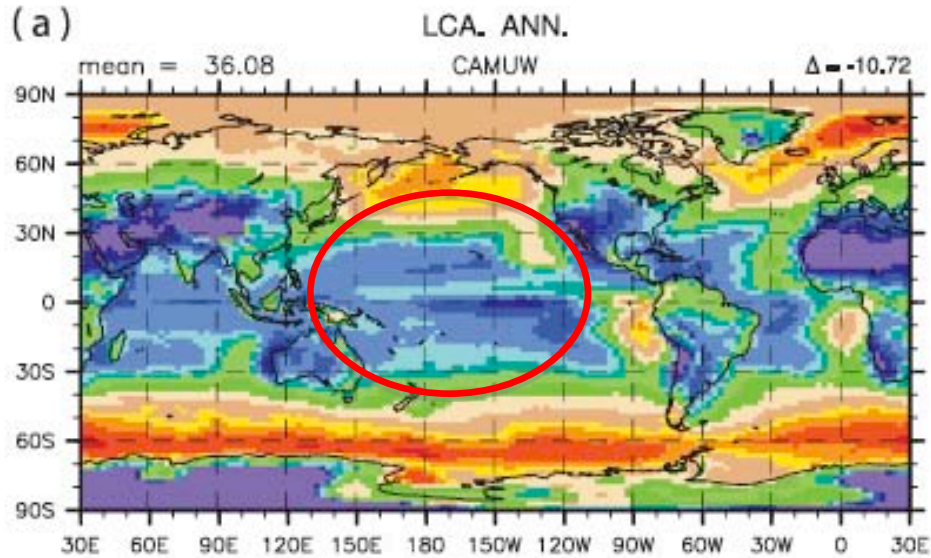 (a)
LCA. ANN.
mean = 36.08 CAMUW Δ = -10.72
90N
60N
30N
0
30S
60S
90S
30E 60E 90E 120E 150E 180 150W 120W 90W 60W 30W 0 30E